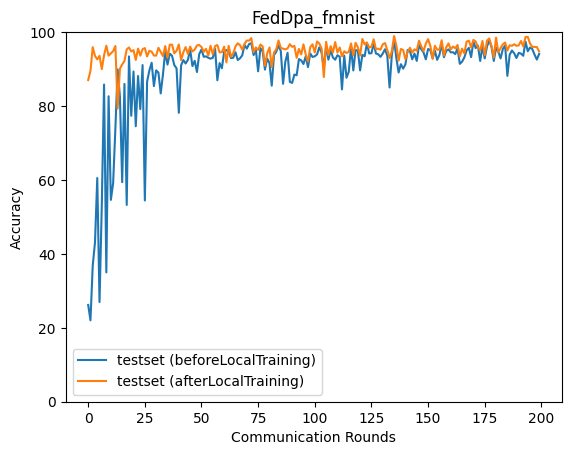 FedDpa_fmnist
100
80
60
40
20
0
Accuracy
testset (beforeLocalTraining)
testset (afterLocalTraining)
0 25 50 75 100 125 150 175 200
Communication Rounds